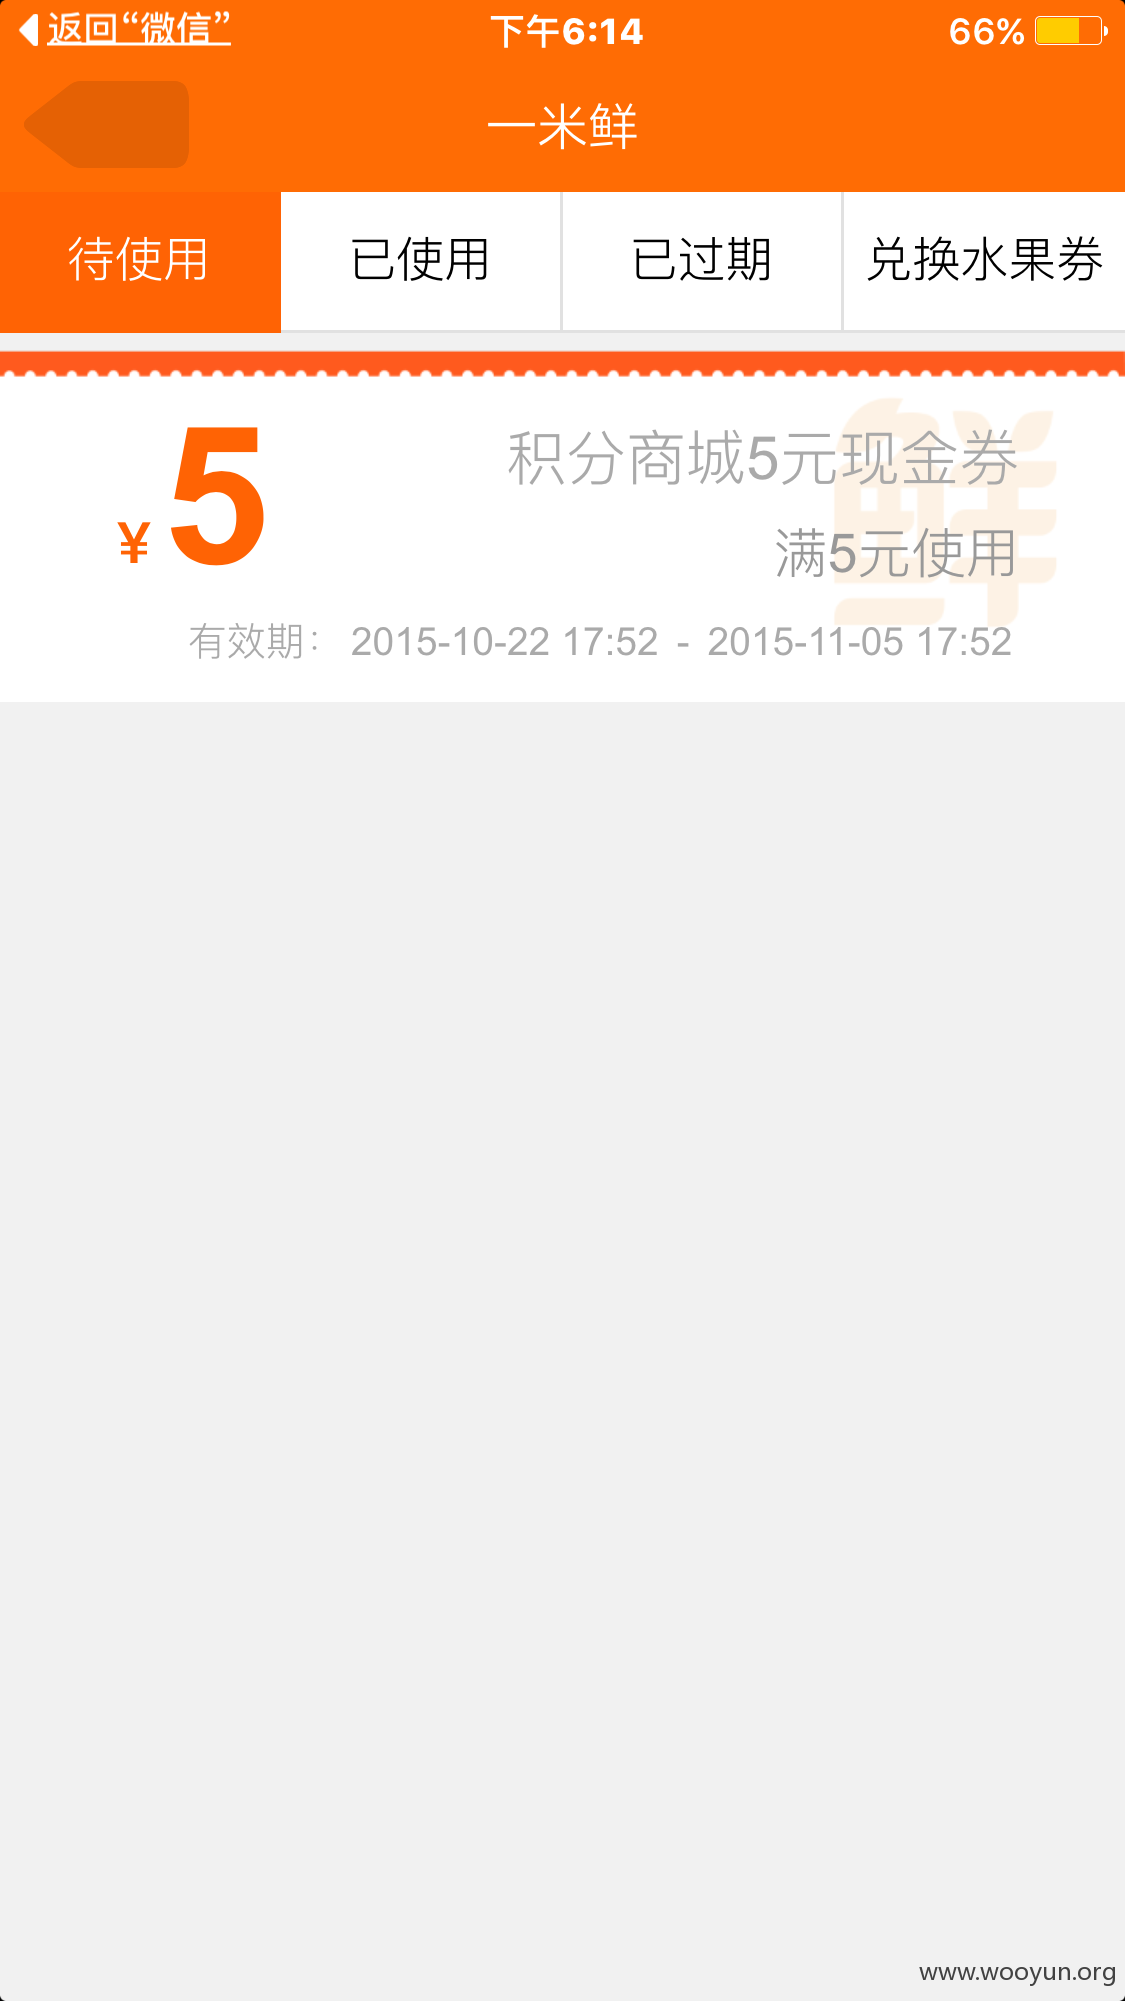 返回“微信”
下午6:14
66%
一米鲜
待使用
已使用
已过期
兑换水果券
¥5
积分商城5元现金券
满5元使用
鲜
有效期： 2015-10-22 17:52 - 2015-11-05 17:52
www.wooyun.org